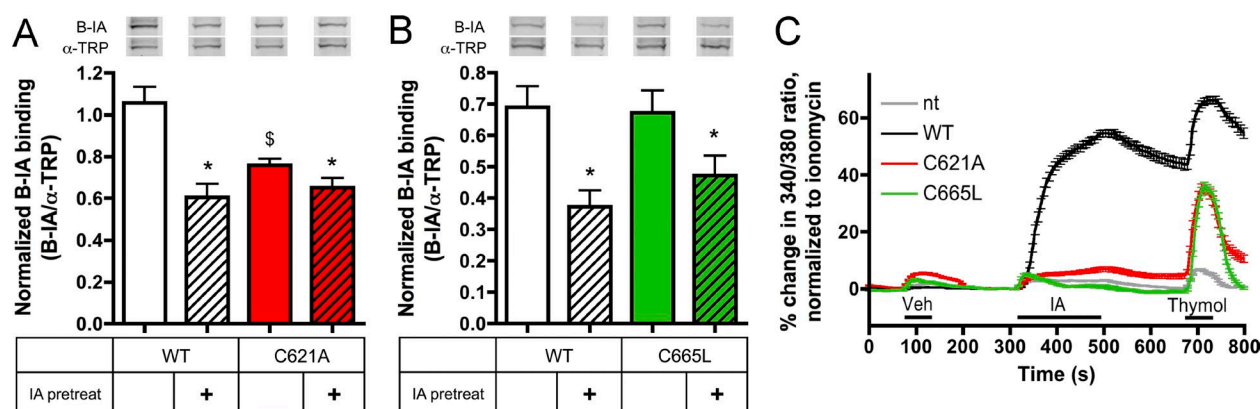 A
B-IA
α-TRP
Normalized B-IA binding
(B-IA/α-TRP)
1.2
1.0
0.8
0.6
0.4
0.2
0.0
*
$
*
WT
C621A
IA pretreat
+
+
B
B-IA
α-TRP
Normalized B-IA binding
(B-IA/α-TRP)
0.8
0.7
0.6
0.5
0.4
0.3
0.2
0.1
0.0
*
*
WT
C665L
IA pretreat
+
+
C
% change in 340/380 ratio,
normalized to ionomycin
60
40
20
0
nt
WT
C621A
C665L
Veh
IA
Thymol
0 100 200 300 400 500 600 700 800
Time (s)